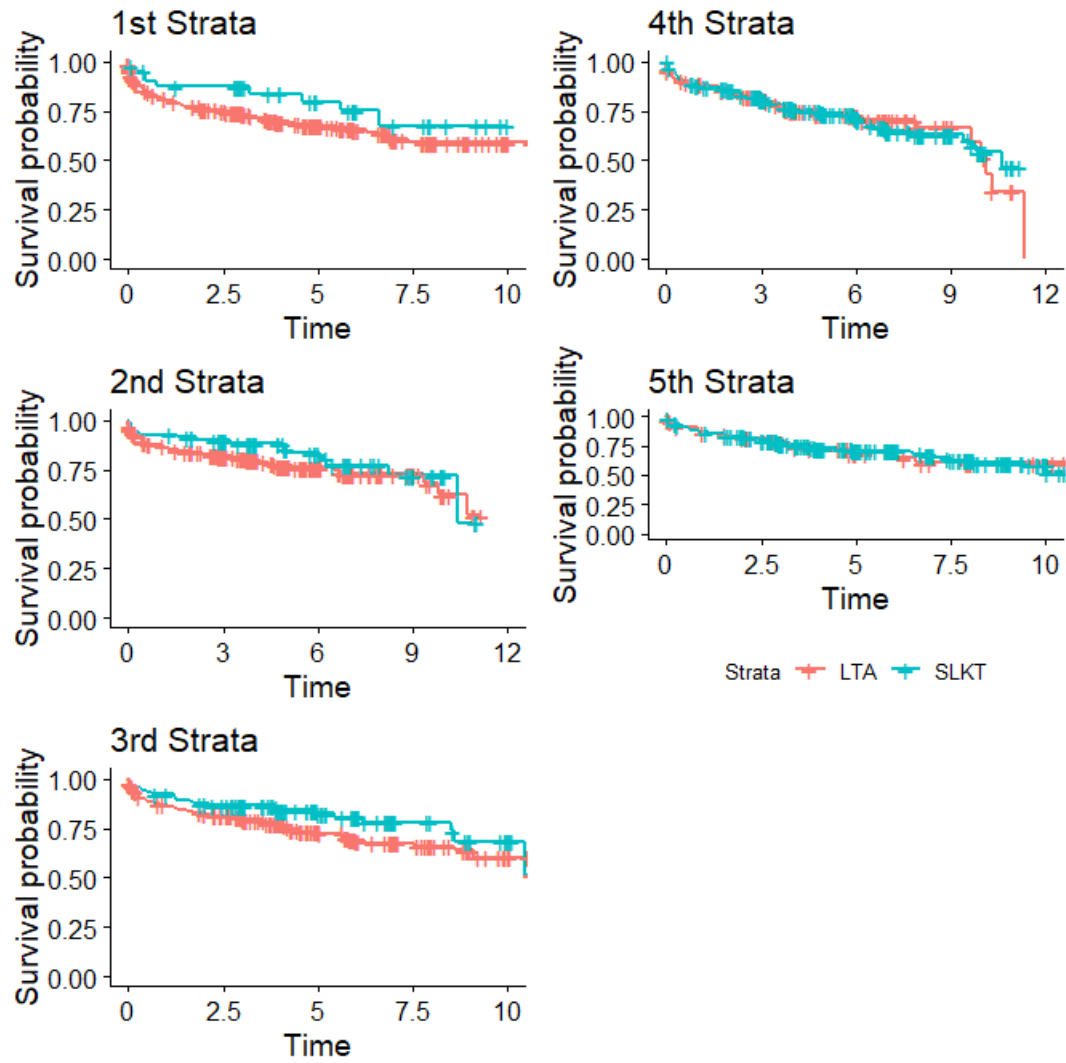 1st Strata
Survival probability
1.00
0.75
0.50
0.25
0.00
0 2.5 5 7.5 10
Time
2nd Strata
Survival probability
1.00
0.75
0.50
0.25
0.00
0 3 6 9 12
Time
3rd Strata
Survival probability
1.00
0.75
0.50
0.25
0.00
0 2.5 5 7.5 10
Time
4th Strata
Survival probability
1.00
0.75
0.50
0.25
0.00
0 3 6 9 12
Time
5th Strata
Survival probability
1.00
0.75
0.50
0.25
0.00
0 2.5 5 7.5 10
Time
Strata LTA SLKT